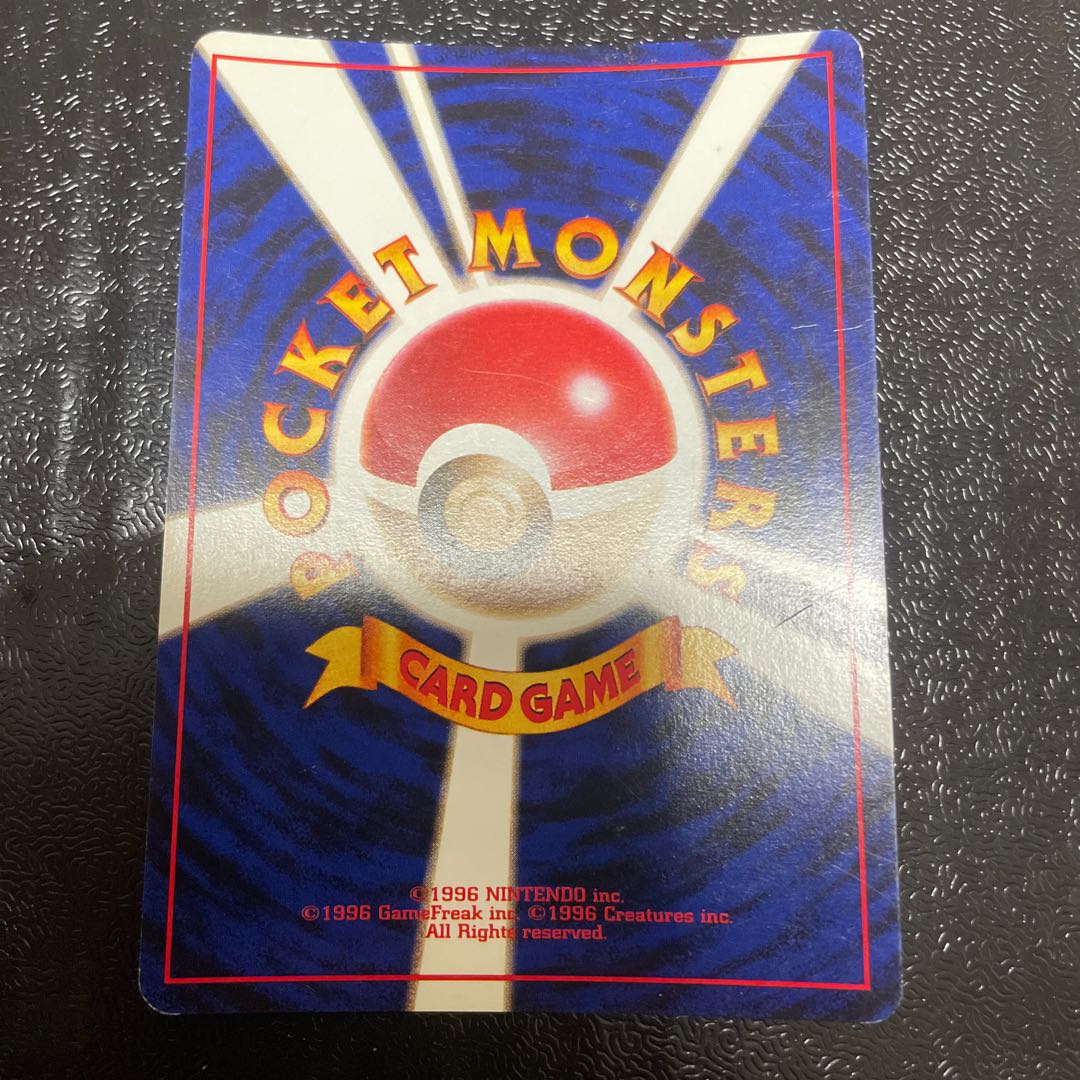 POCKET MONSTERS
CARD GAME
©1996 NINTENDO inc.
©1996 GameFreak inc. ©1996 Creatures inc.
All Rights reserved.